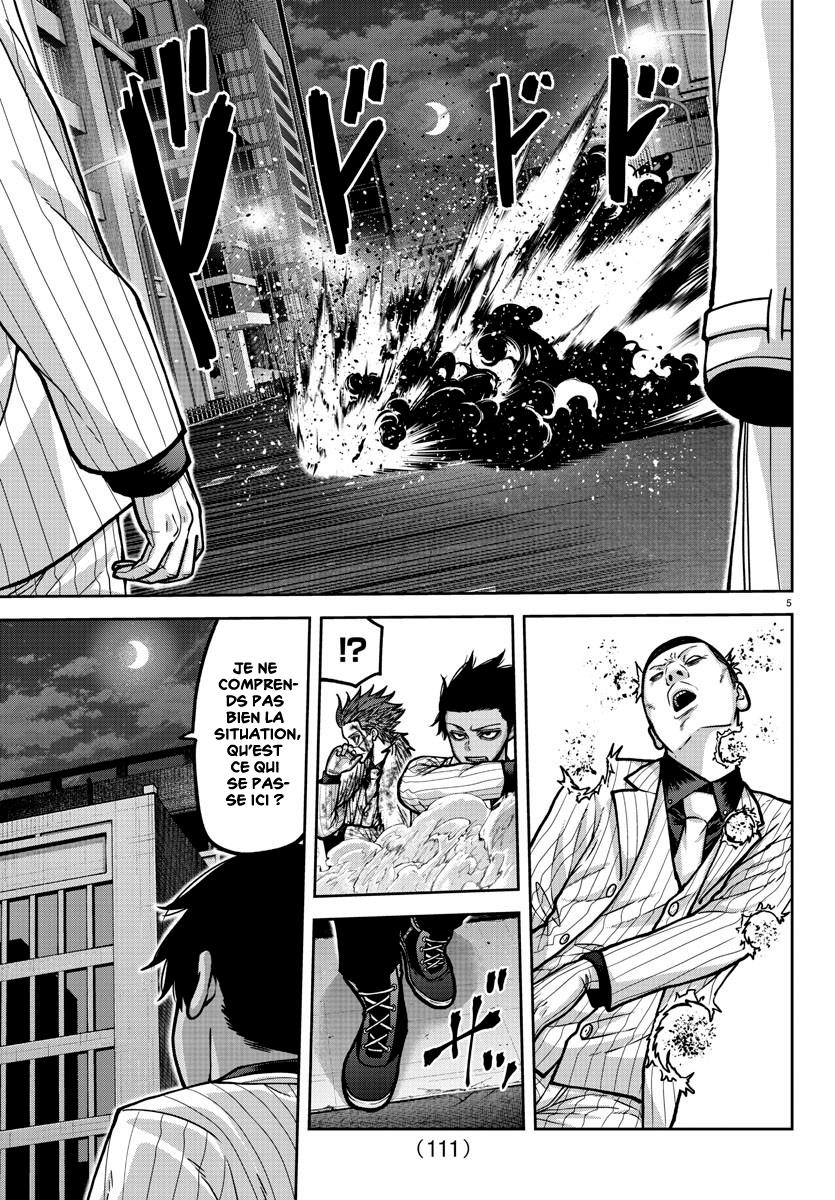 ドドドド
5
!?
ザッ…
JE NE
COMPREN-
DS PAS
BIEN LA
SITUATION,
QU'EST
CE QUI
SE PAS-
SE ICI ?
(111)